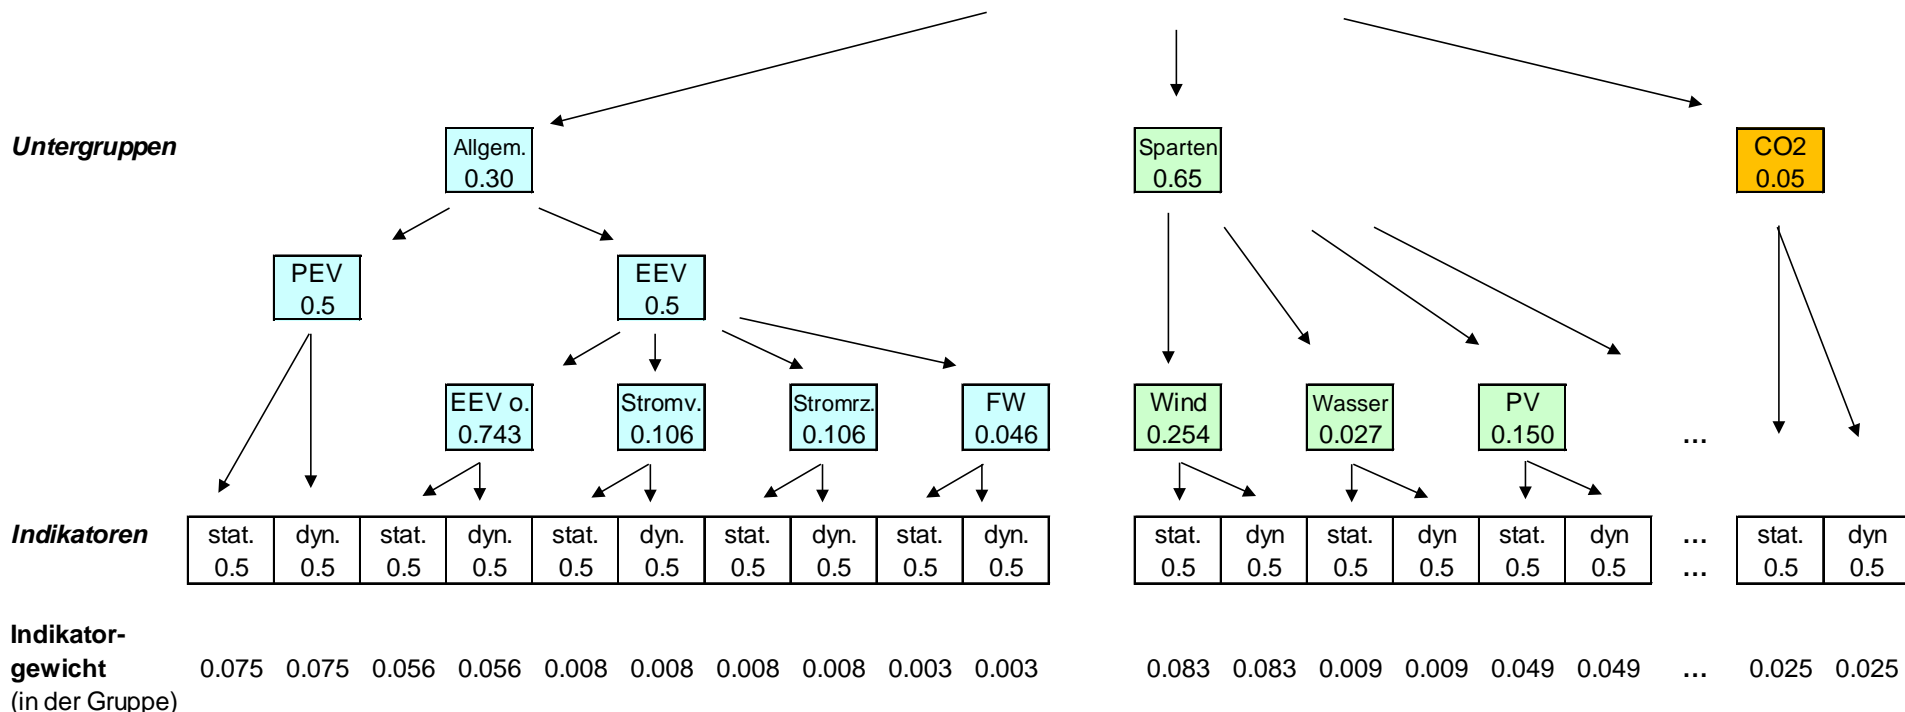 Untergruppen
Allgem.
0.30
Sparten
0.65
CO2
0.05
PEV
0.5
EEV
0.5
EEV o.
0.743
Stromv.
0.106
Stromrz.
0.106
FW
0.046
Wind
0.254
Wasser
0.027
PV
0.150
...
Indikatoren
stat. dyn. stat. dyn. stat. dyn. stat. dyn. stat. dyn. stat. dyn stat. dyn stat. dyn ... stat. dyn
0.5 0.5 0.5 0.5 0.5 0.5 0.5 0.5 0.5 0.5 0.5 0.5 0.5 0.5 0.5 0.5 ... 0.5 0.5
Indikator-
gewicht 0.075 0.075 0.056 0.056 0.008 0.008 0.008 0.008 0.003 0.003 0.083 0.083 0.009 0.009 0.049 0.049 ... 0.025 0.025
(in der Gruppe)